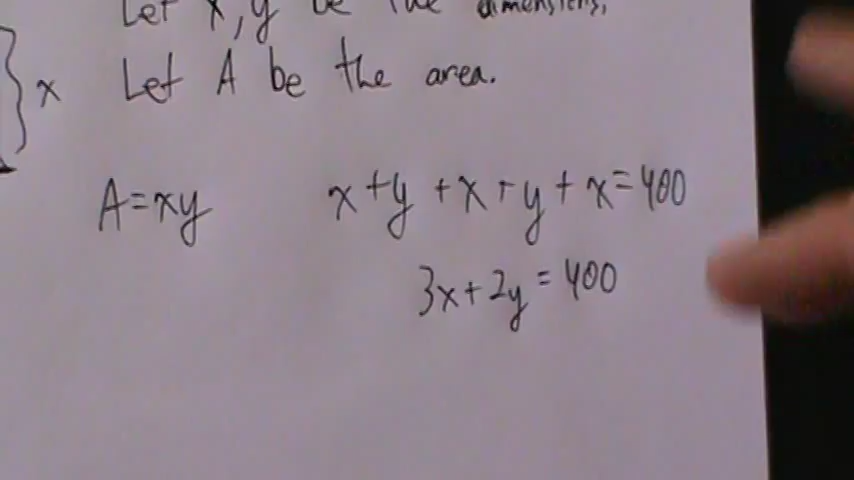 Let x, y be the dimensions,
x Let A be the area.
A=xy x+y+x+y+x=400
3x+2y=400